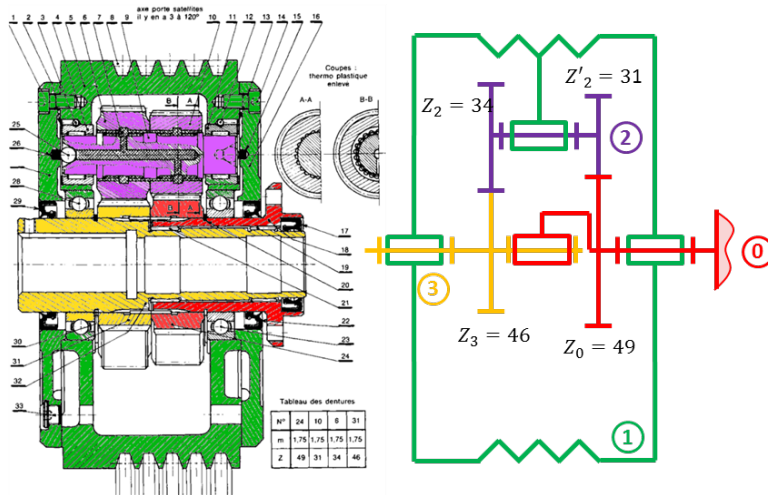 axe porte satellites
il y en a 3 à 120°
1 2 3 4 5 6 7 8 9 10 11 12 13 14 15 16
Coupes :
thermo plastique
enlevé
A-A B-B
B A
25
26
28
29
B A
17
18
19
20
21
22
23
24
30
31
32
33
Tableau des dentures
N° 24 10 6 31
m 1,75 1,75 1,75 1,75
Z 49 31 34 46
Z₂ = 34
Z'₂ = 31
2
0
3
Z₃ = 46
Z₀ = 49
1